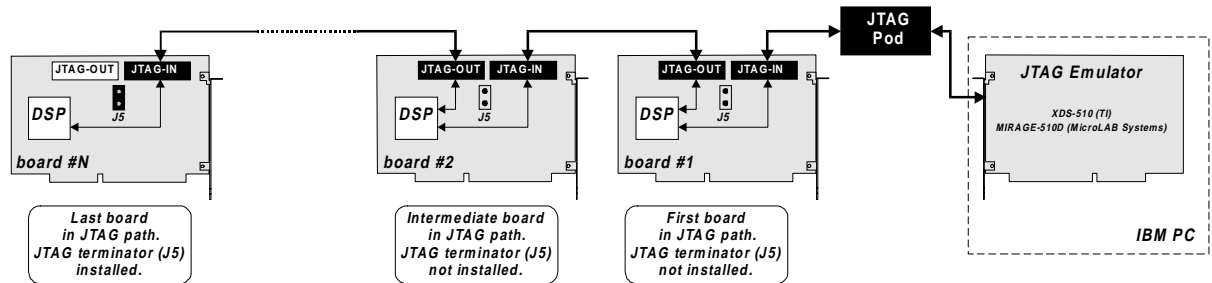 JTAG
Pod
JTAG-OUT
JTAG-IN
DSP
J5
board #N
JTAG-OUT
JTAG-IN
DSP
J5
board #2
JTAG-OUT
JTAG-IN
DSP
J5
board #1
JTAG Emulator
XDS-510 (TI)
MIRAGE-510D (MicroLAB Systems)
IBM PC
Last board
in JTAG path.
JTAG terminator (J5)
installed.
Intermediate board
in JTAG path.
JTAG terminator (J5)
not installed.
First board
in JTAG path.
JTAG terminator (J5)
not installed.